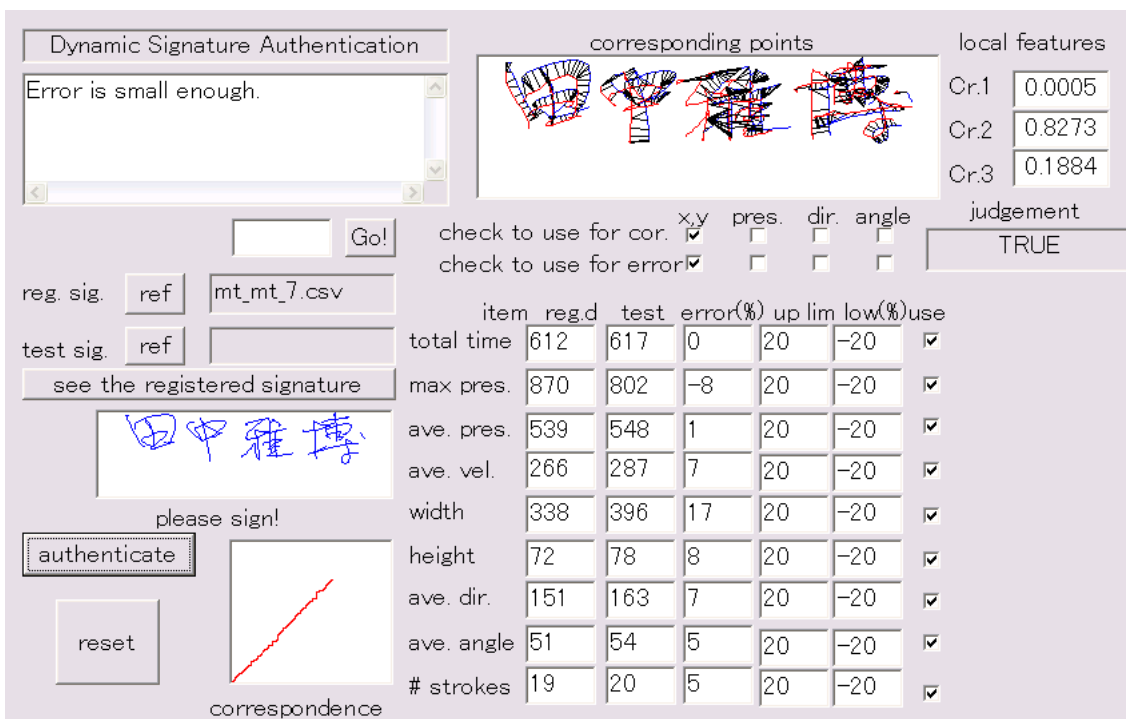 Dynamic Signature Authentication
Error is small enough.
Go!
reg. sig. ref mt_mt_7.csv
test sig. ref
see the registered signature
田中雅博
please sign!
authenticate
reset
correspondence
corresponding points
田中雅博
local features
Cr.1 0.0005
Cr.2 0.8273
Cr.3 0.1884
x,y pres. dir. angle
check to use for cor.
check to use for error
judgement
TRUE
item reg.d test error(%) up lim low(%)use
total time 612 617 0 20 -20
max pres. 870 802 -8 20 -20
ave. pres. 539 548 1 20 -20
ave. vel. 266 287 7 20 -20
width 338 396 17 20 -20
height 72 78 8 20 -20
ave. dir. 151 163 7 20 -20
ave. angle 51 54 5 20 -20
# strokes 19 20 5 20 -20